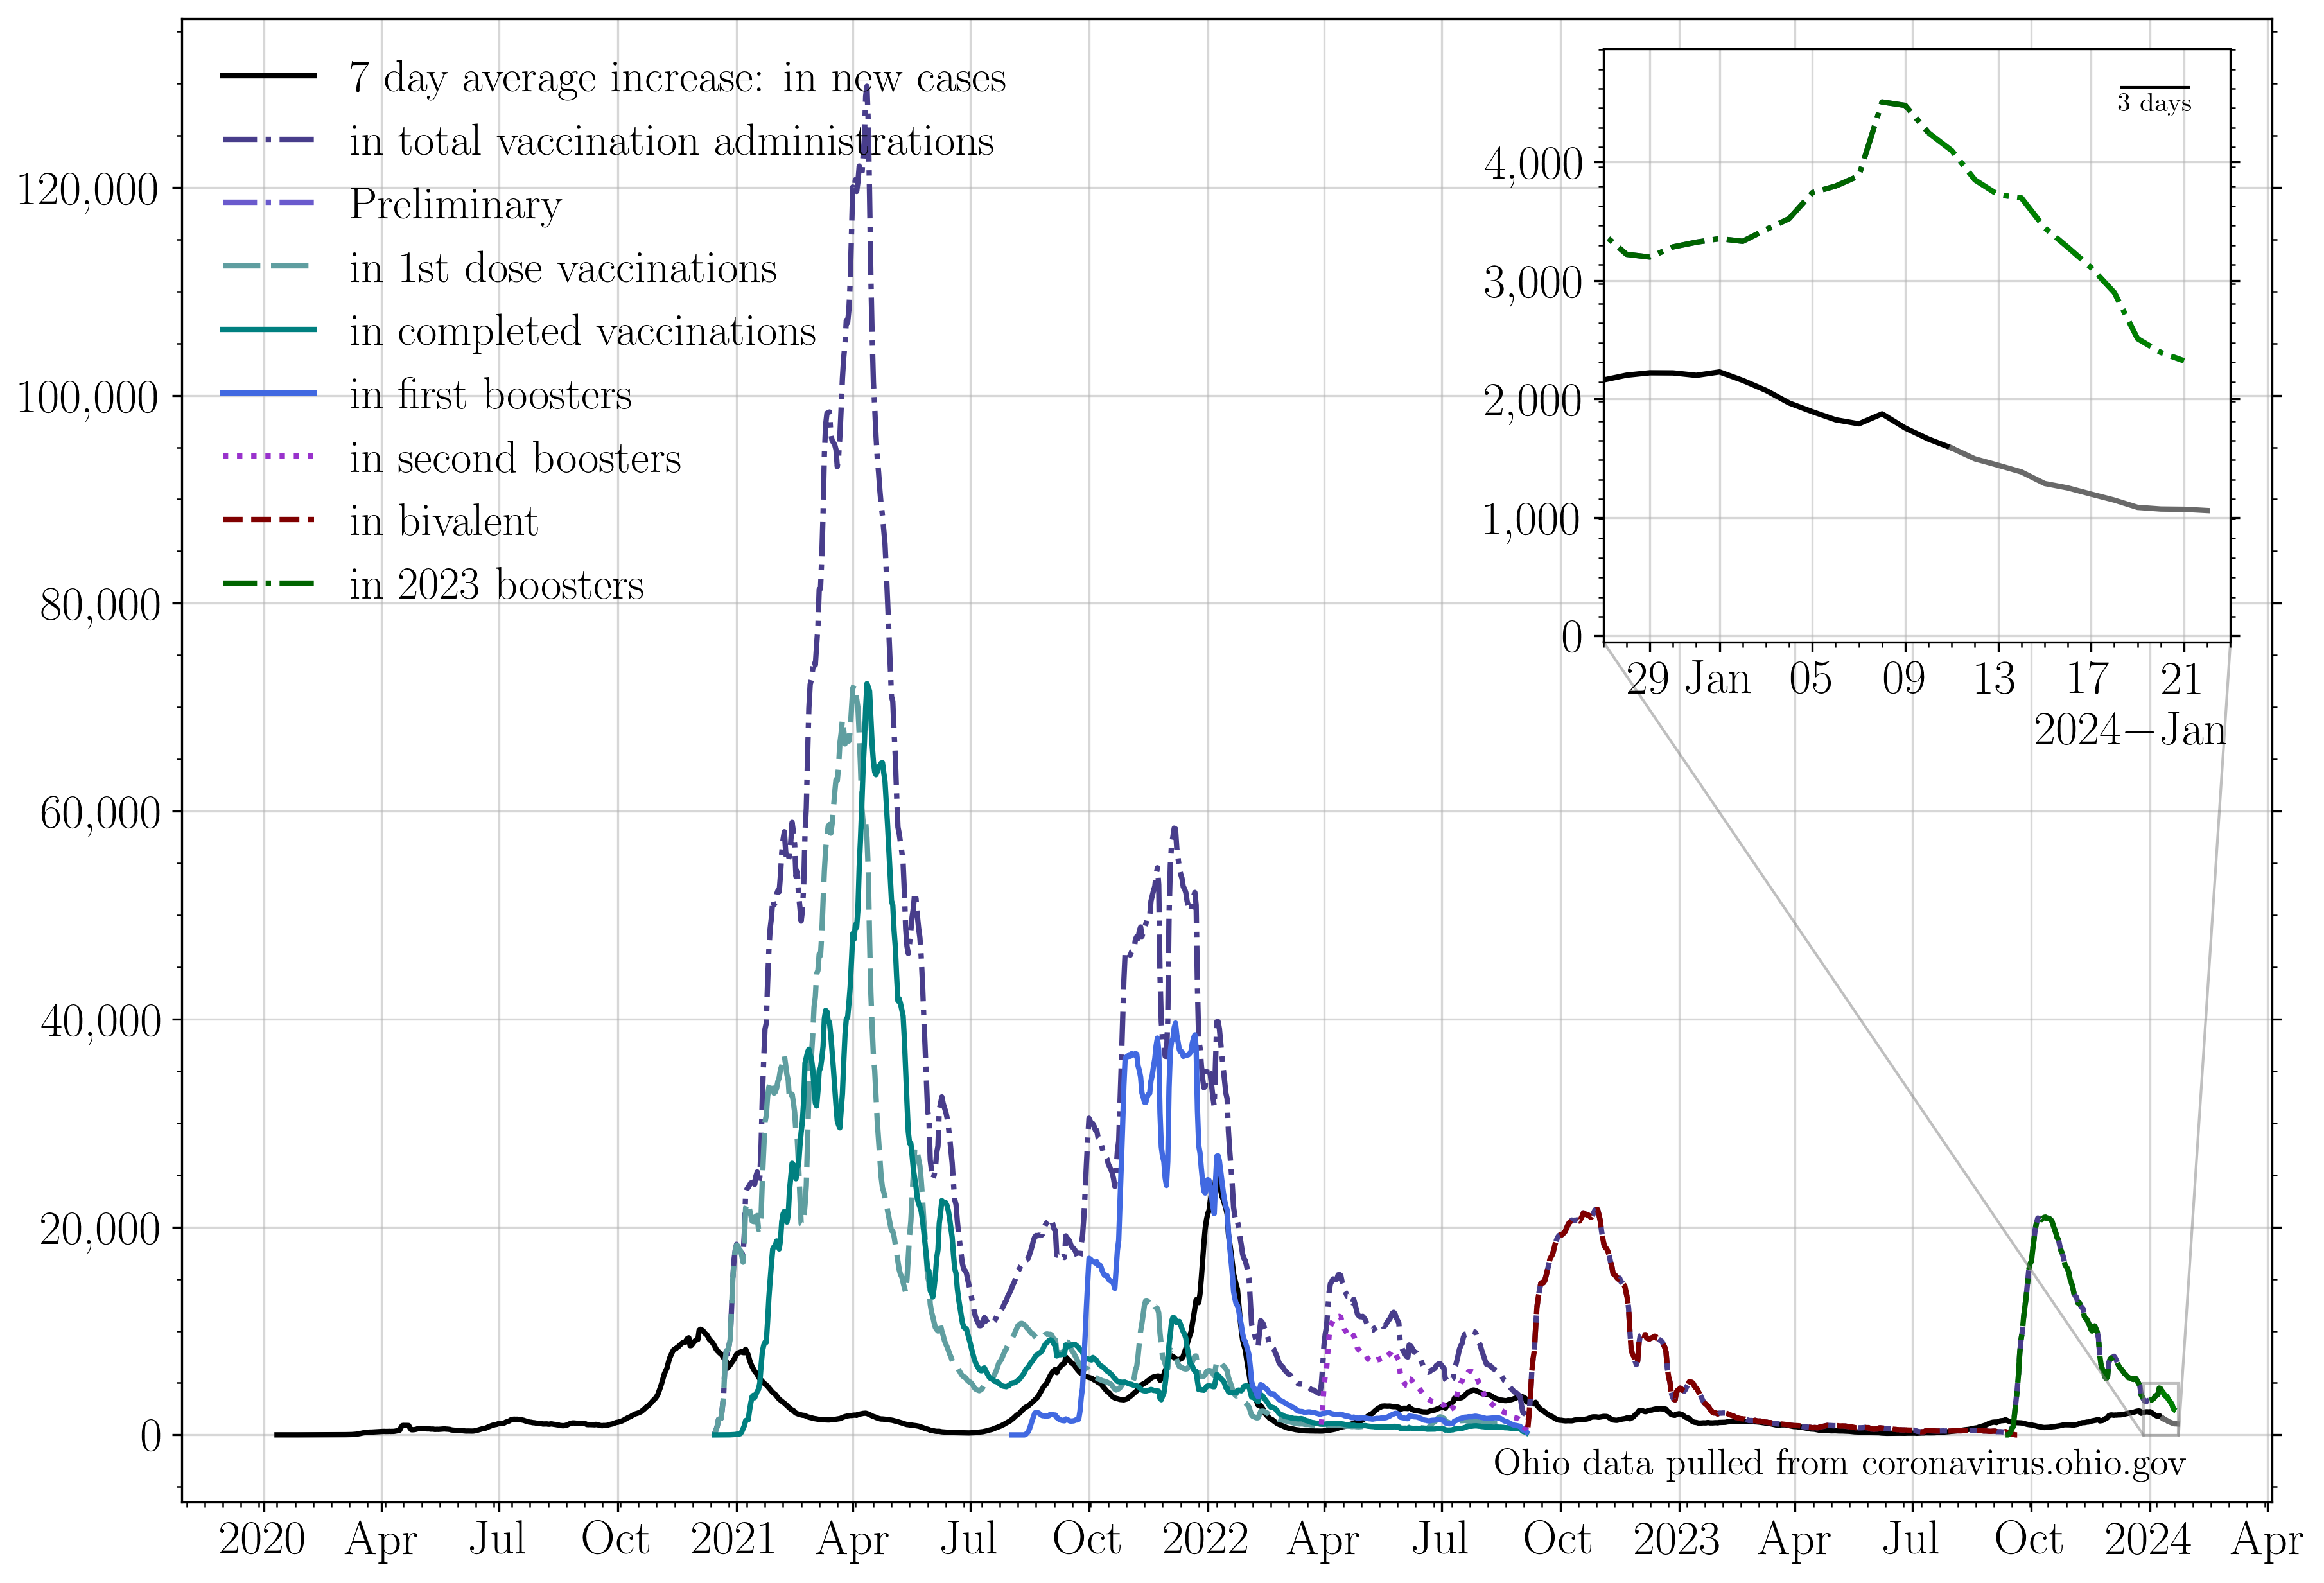 7 day average increase: in new cases
in total vaccination administrations
Preliminary
in 1st dose vaccinations
in completed vaccinations
in first boosters
in second boosters
in bivalent
in 2023 boosters
120,000
100,000
80,000
60,000
40,000
20,000
0
3 days
4,000
3,000
2,000
1,000
0
29 Jan 05 09 13 17 21
2024−Jan
Ohio data pulled from coronavirus.ohio.gov
2020 Apr Jul Oct 2021 Apr Jul Oct 2022 Apr Jul Oct 2023 Apr Jul Oct 2024 Apr